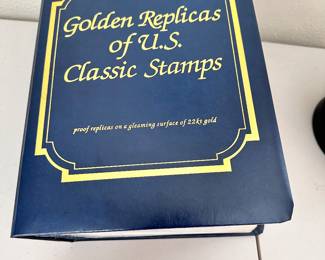 Golden Replicas
of U.S.
Classic Stamps
proof replicas on a gleaming surface of 22kt gold